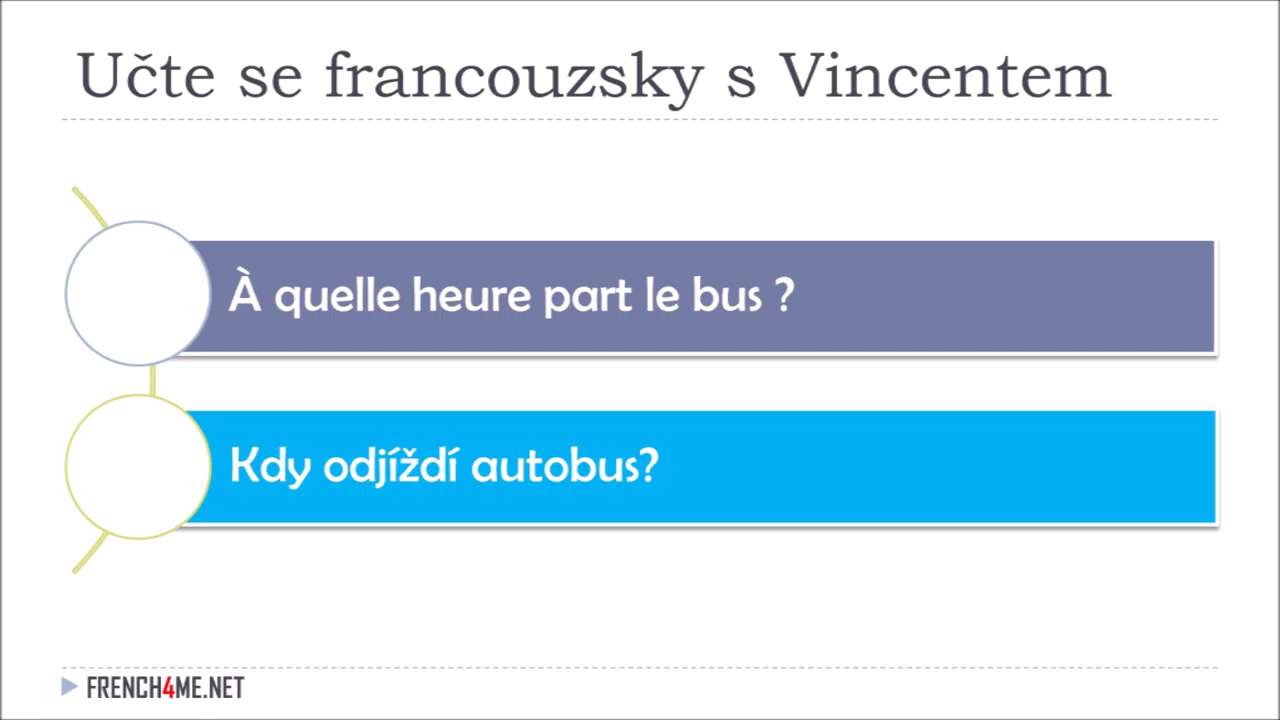 Učte se francouzsky s Vincentem
À quelle heure part le bus ?
Kdy odjíždí autobus?
FRENCH4ME.NET